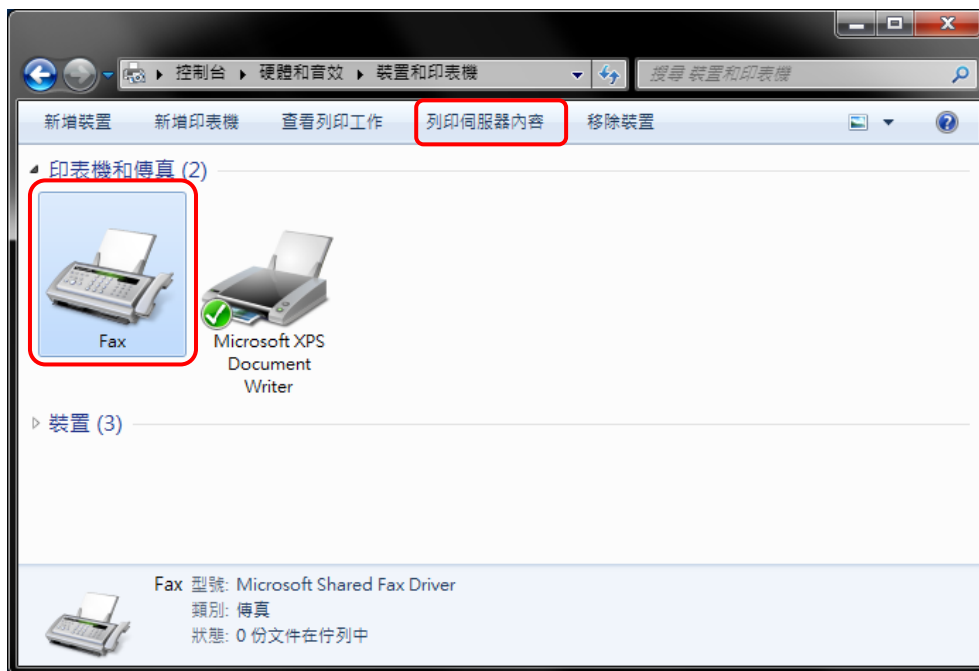 控制台 ▸ 硬體和音效 ▸ 裝置和印表機
搜尋 裝置和印表機
新增裝置 新增印表機 查看列印工作 列印伺服器內容 移除裝置
印表機和傳真 (2)
Fax
Microsoft XPS
Document
Writer
裝置 (3)
Fax 型號: Microsoft Shared Fax Driver
類別: 傳真
狀態: 0 份文件在佇列中